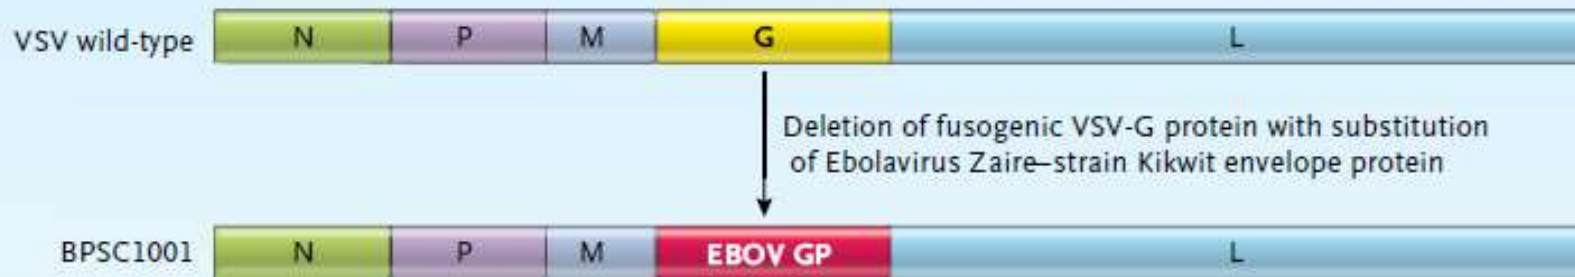 VSV wild-type N P M G L
Deletion of fusogenic VSV-G protein with substitution
of Ebolavirus Zaire–strain Kikwit envelope protein
BPSC1001 N P M EBOV GP L